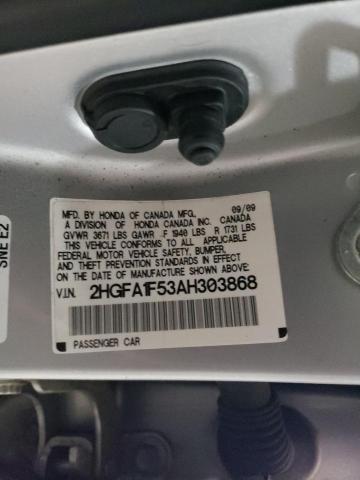 MFD. BY HONDA OF CANADA MFG. 09/09
A DIVISION OF HONDA CANADA INC. CANADA
GVWR 3671 LBS GAWR F 1940 LBS R 1731 LBS
THIS VEHICLE CONFORMS TO ALL APPLICABLE
FEDERAL MOTOR VEHICLE SAFETY, BUMPER,
AND THEFT PREVENTION STANDARDS IN EFFECT
ON THE DATE OF MANUFACTURE SHOWN ABOVE.
V.I.N. 2HGFA1F53AH303868
PASSENGER CAR
SNE E2